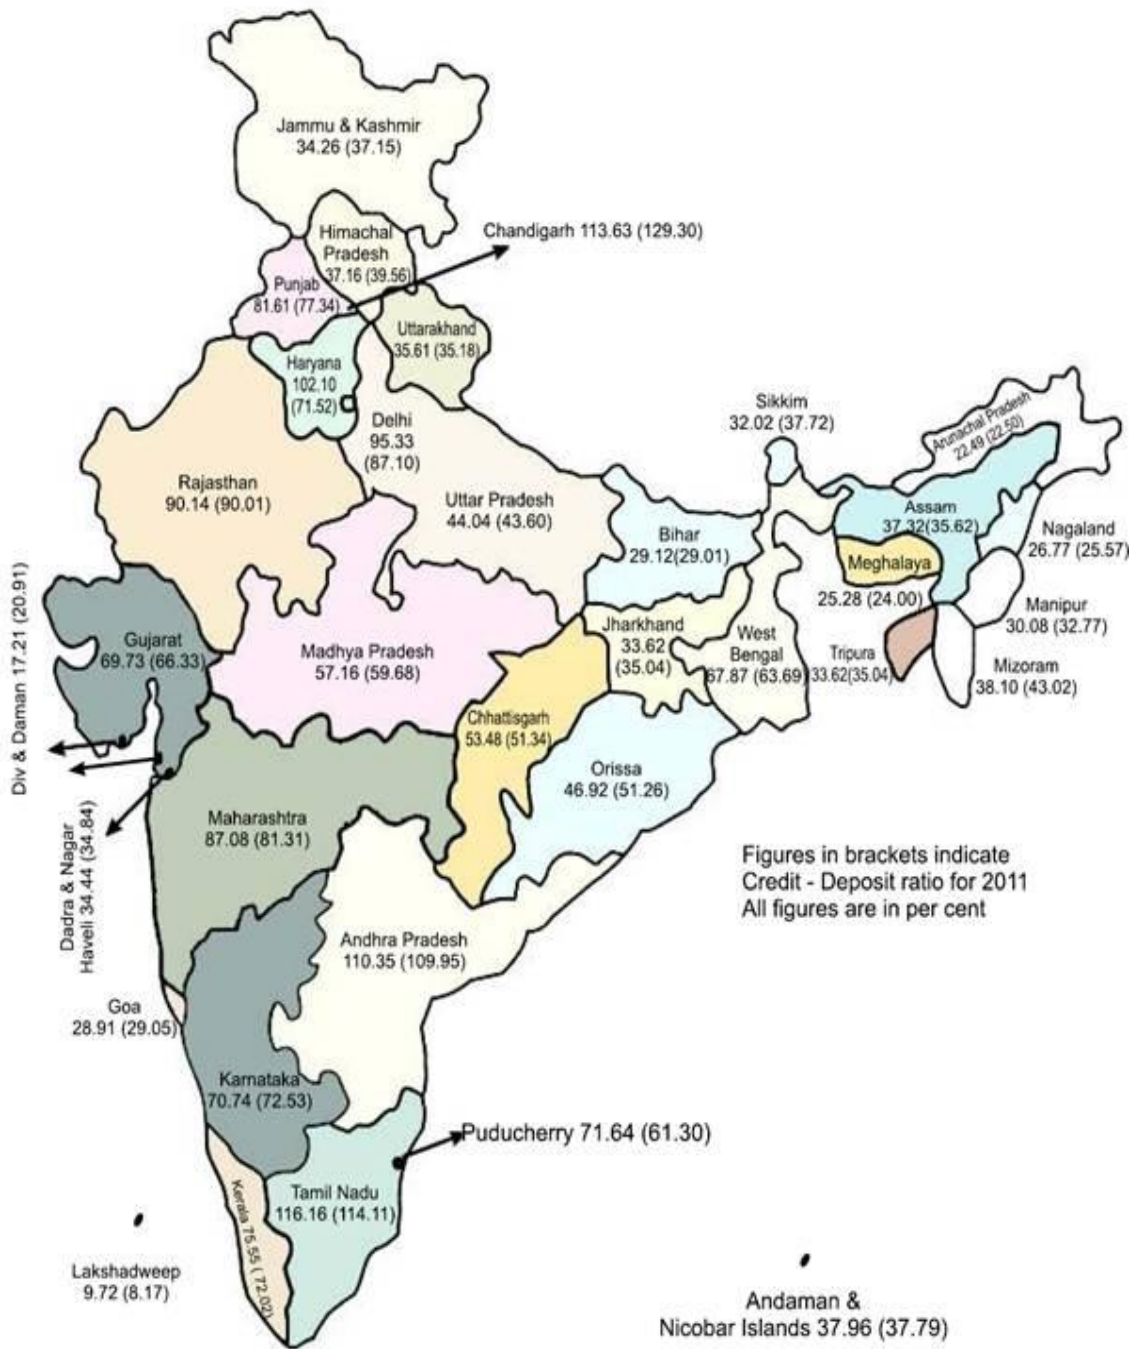 Jammu & Kashmir
34.26 (37.15)
Himachal
Pradesh
37.16 (39.56)
Chandigarh 113.63 (129.30)
Punjab
81.61 (77.34)
Uttarakhand
35.61 (35.18)
Haryana
102.10
(71.52)
Delhi
95.33
(87.10)
Sikkim
32.02 (37.72)
Arunachal Pradesh
22.49 (22.50)
Rajasthan
90.14 (90.01)
Uttar Pradesh
44.04 (43.60)
Bihar
29.12(29.01)
Assam
37.32(35.62)
Nagaland
26.77 (25.57)
Meghalaya
25.28 (24.00)
Manipur
30.08 (32.77)
Div & Daman 17.21 (20.91)
Gujarat
69.73 (66.33)
Madhya Pradesh
57.16 (59.68)
Jharkhand
33.62
(35.04)
West
Bengal
67.87 (63.69)
Tripura
33.62(35.04)
Mizoram
38.10 (43.02)
Chhattisgarh
53.48 (51.34)
Orissa
46.92 (51.26)
Maharashtra
87.08 (81.31)
Dadra & Nagar
Haveli 34.44 (34.84)
Figures in brackets indicate
Credit - Deposit ratio for 2011
All figures are in per cent
Andhra Pradesh
110.35 (109.95)
Goa
28.91 (29.05)
Karnataka
70.74 (72.53)
Puducherry 71.64 (61.30)
Tamil Nadu
116.16 (114.11)
Kerala 75.55 ( 72.02)
Lakshadweep
9.72 (8.17)
Andaman &
Nicobar Islands 37.96 (37.79)